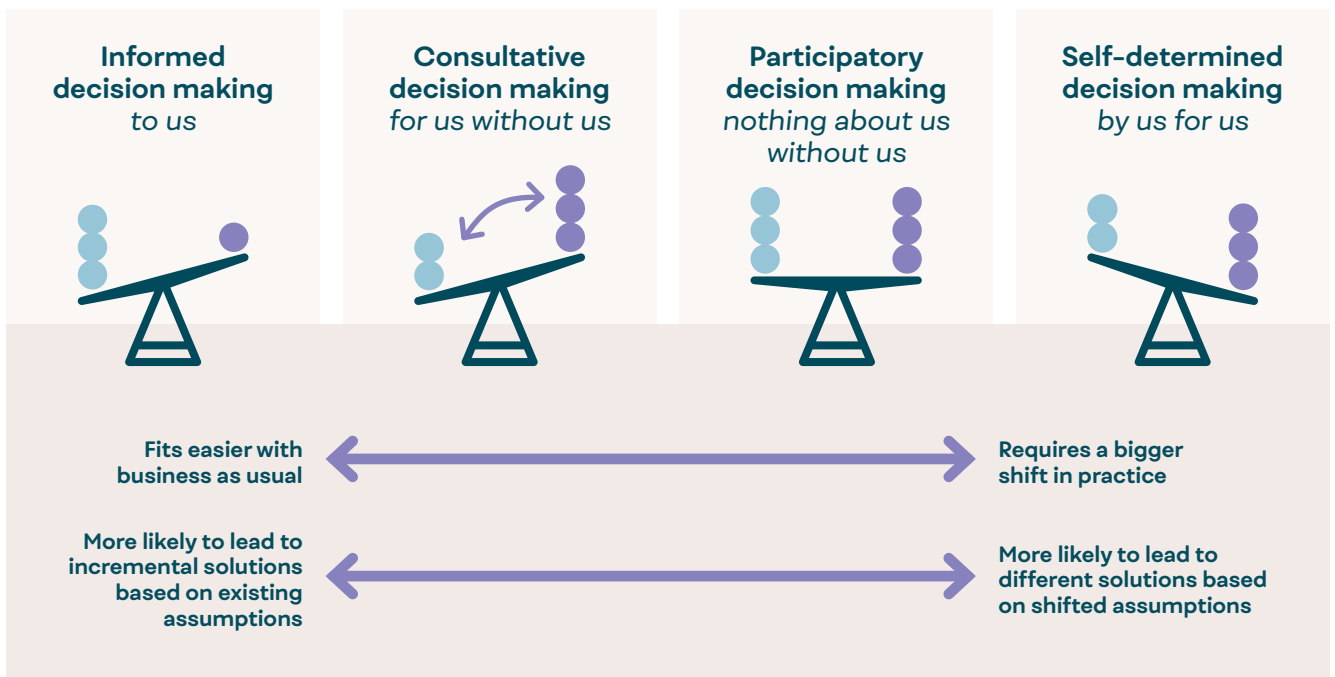 Informed
decision making
to us
Consultative
decision making
for us without us
Participatory
decision making
nothing about us
without us
Self-determined
decision making
by us for us
Fits easier with
business as usual
Requires a bigger
shift in practice
More likely to lead to
incremental solutions
based on existing
assumptions
More likely to lead to
different solutions based
on shifted assumptions